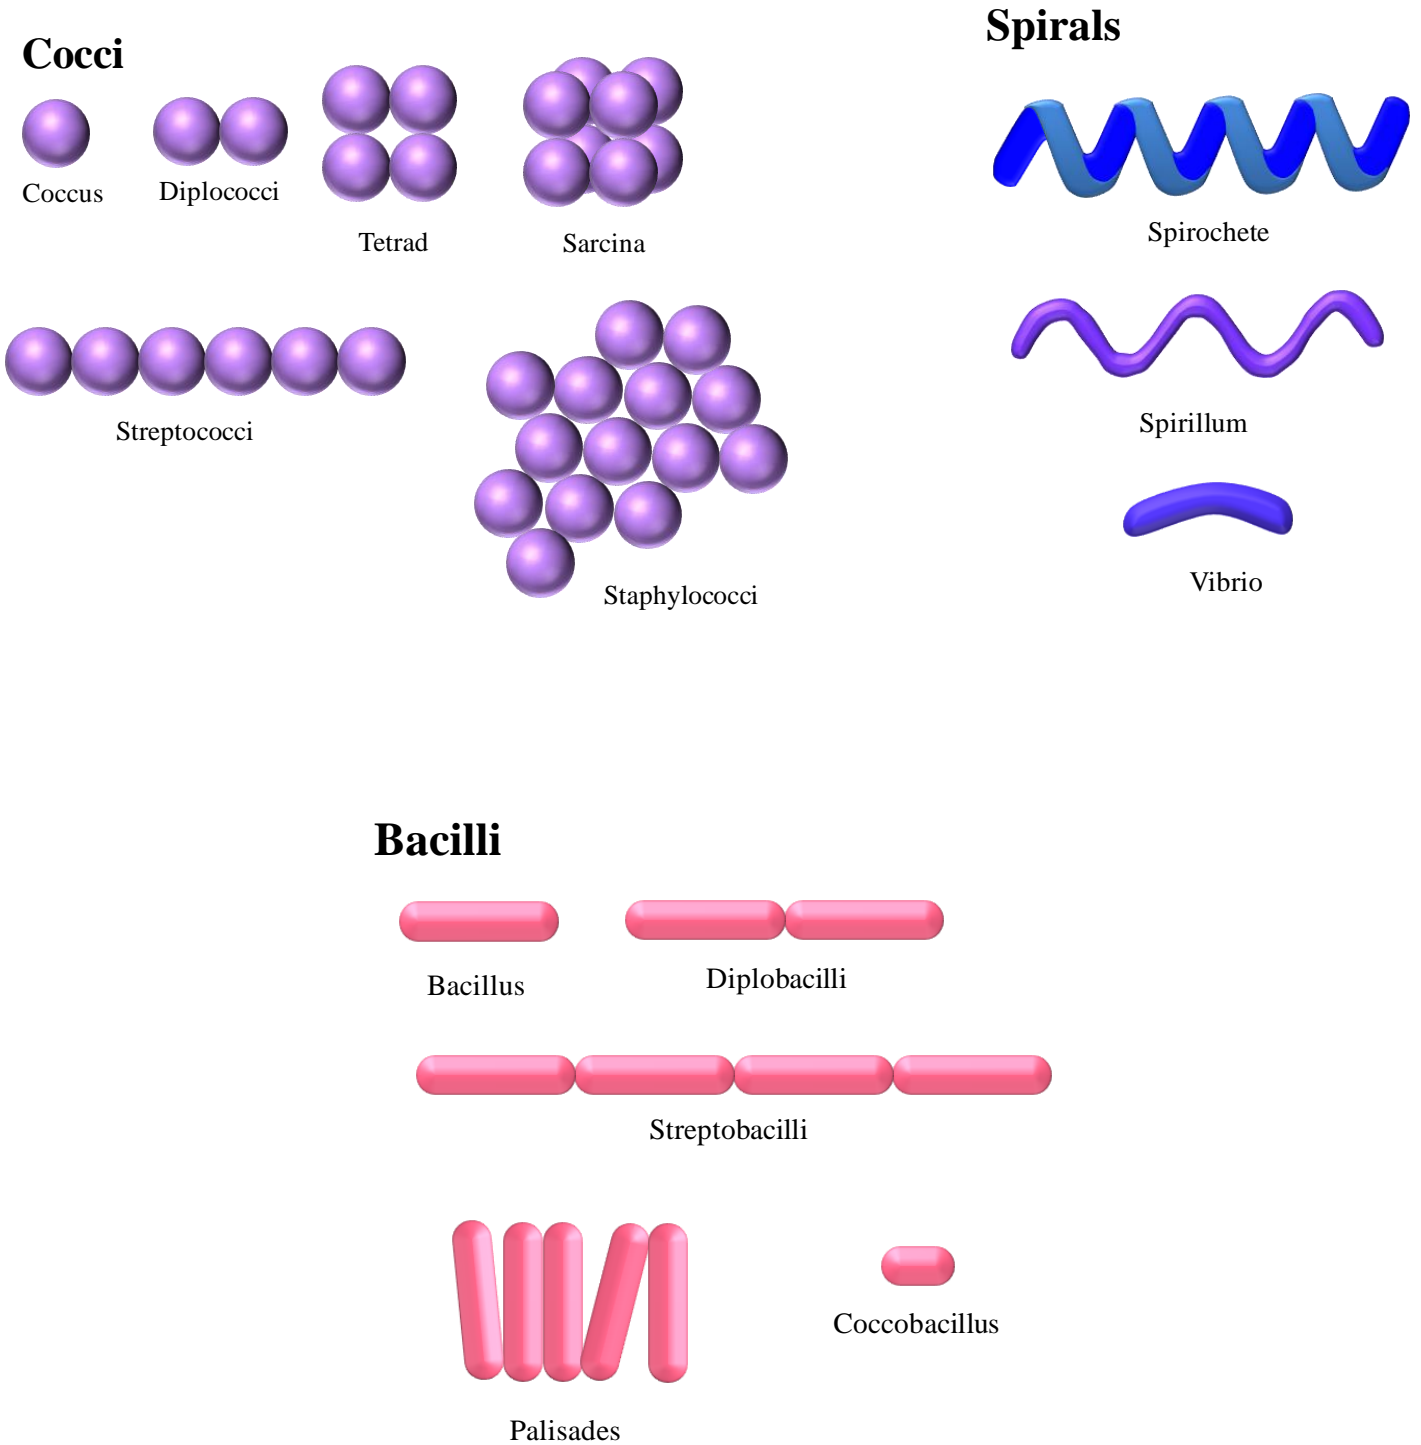 Cocci
Coccus
Diplococci
Tetrad
Sarcina
Streptococci
Staphylococci
Spirals
Spirochete
Spirillum
Vibrio
Bacilli
Bacillus
Diplobacilli
Streptobacilli
Palisades
Coccobacillus